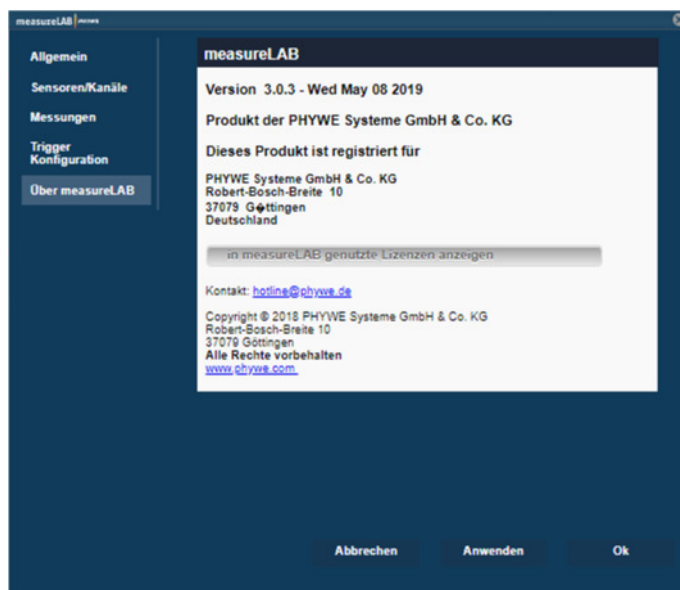 measureLAB
Allgemein
Sensoren/Kanäle
Messungen
Trigger
Konfiguration
Über measureLAB
measureLAB
Version 3.0.3 - Wed May 08 2019
Produkt der PHYWE Systeme GmbH & Co. KG
Dieses Produkt ist registriert für
PHYWE Systeme GmbH & Co. KG
Robert-Bosch-Breite 10
37079 G�ttingen
Deutschland
in measureLAB genutzte Lizenzen anzeigen
Kontakt: hotline@phywe.de
Copyright © 2018 PHYWE Systeme GmbH & Co. KG
Robert-Bosch-Breite 10
37079 Göttingen
Alle Rechte vorbehalten
www.phywe.com
Abbrechen
Anwenden
Ok